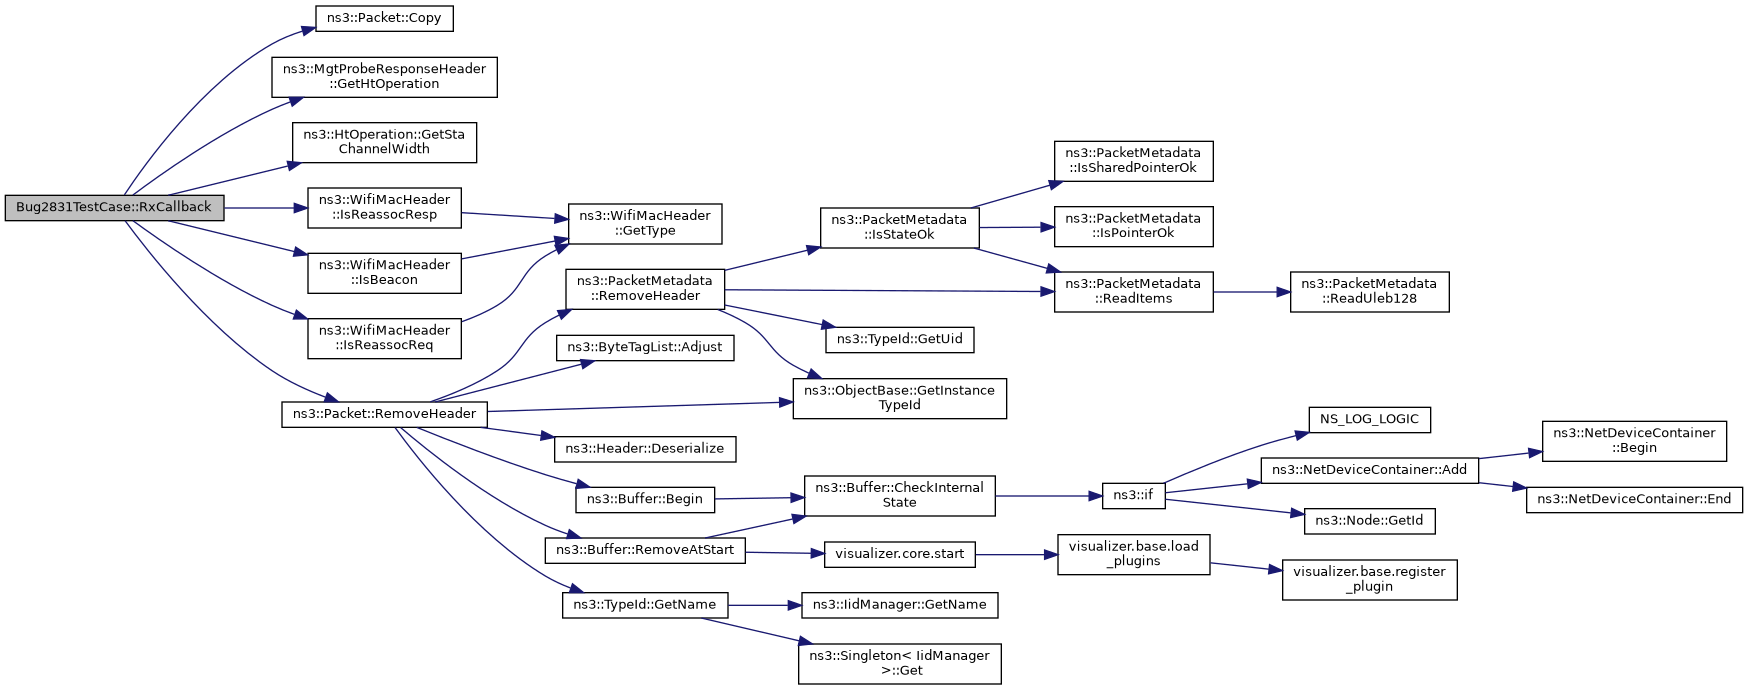 Bug2831TestCase::RxCallback
ns3::Packet::Copy
ns3::MgtProbeResponseHeader
::GetHtOperation
ns3::HtOperation::GetSta
ChannelWidth
ns3::WifiMacHeader
::IsReassocResp
ns3::WifiMacHeader
::IsBeacon
ns3::WifiMacHeader
::IsReassocReq
ns3::Packet::RemoveHeader
ns3::WifiMacHeader
::GetType
ns3::PacketMetadata
::RemoveHeader
ns3::ByteTagList::Adjust
ns3::Header::Deserialize
ns3::Buffer::Begin
ns3::Buffer::RemoveAtStart
ns3::TypeId::GetName
ns3::PacketMetadata
::IsStateOk
ns3::TypeId::GetUid
ns3::ObjectBase::GetInstance
TypeId
ns3::Buffer::CheckInternal
State
visualizer.core.start
ns3::IidManager::GetName
ns3::Singleton< IidManager
>::Get
ns3::PacketMetadata
::IsSharedPointerOk
ns3::PacketMetadata
::IsPointerOk
ns3::PacketMetadata
::ReadItems
ns3::if
visualizer.base.load
_plugins
ns3::PacketMetadata
::ReadUleb128
NS_LOG_LOGIC
ns3::NetDeviceContainer::Add
ns3::Node::GetId
visualizer.base.register
_plugin
ns3::NetDeviceContainer
::Begin
ns3::NetDeviceContainer::End